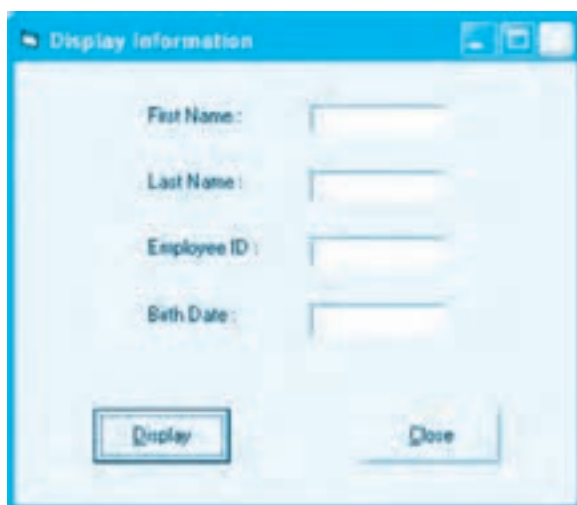 Display Information
First Name :
Last Name :
Employee ID :
Birth Date :
Display
Close